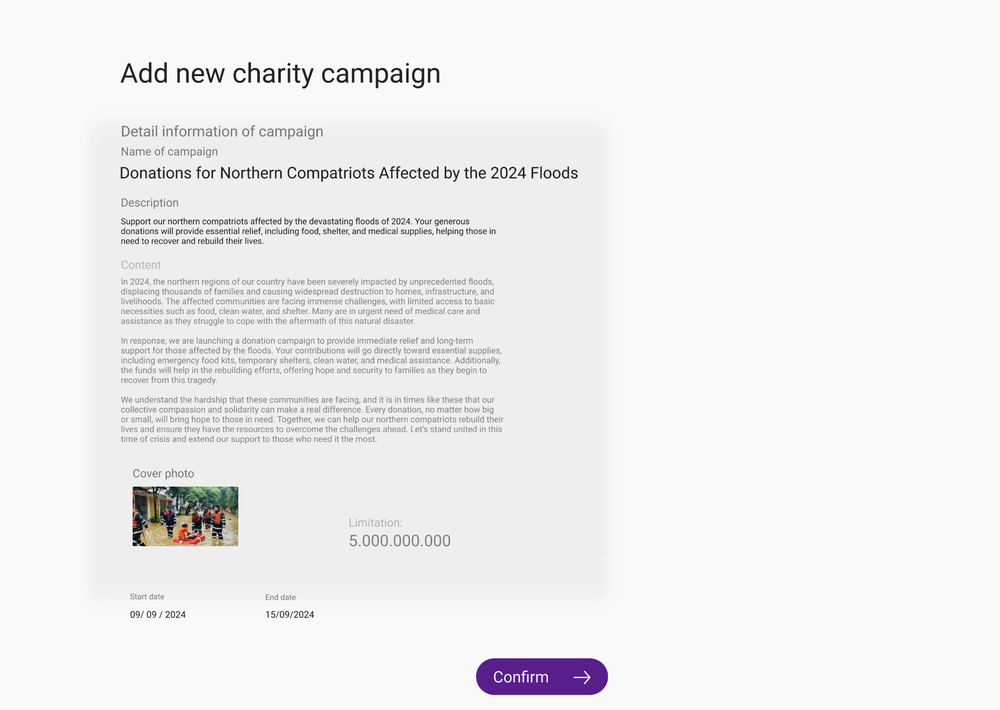 Add new charity campaign
Detail information of campaign
Name of campaign
Donations for Northern Compatriots Affected by the 2024 Floods
Description
Support our northern compatriots affected by the devastating floods of 2024. Your generous
donations will provide essential relief, including food, shelter, and medical supplies, helping those in
need to recover and rebuild their lives.
Content
In 2024, the northern regions of our country have been severely impacted by unprecedented floods,
displacing thousands of families and causing widespread destruction to homes, infrastructure, and
livelihoods. The affected communities are facing immense challenges, with limited access to basic
necessities such as food, clean water, and shelter. Many are in urgent need of medical care and
assistance as they struggle to cope with the aftermath of this natural disaster.
In response, we are launching a donation campaign to provide immediate relief and long-term
support for those affected by the floods. Your contributions will go directly toward essential supplies,
including emergency food kits, temporary shelters, clean water, and medical assistance. Additionally,
the funds will help in the rebuilding efforts, offering hope and security to families as they begin to
recover from this tragedy.
We understand the hardship that these communities are facing, and it is in times like these that our
collective compassion and solidarity can make a real difference. Every donation, no matter how big
or small, will bring hope to those in need. Together, we can help our northern compatriots rebuild their
lives and ensure they have the resources to overcome the challenges ahead. Let’s stand united in this
time of crisis and extend our support to those who need it the most.
Cover photo
Limitation:
5.000.000.000
Start date
End date
09/ 09 / 2024
15/09/2024
Confirm